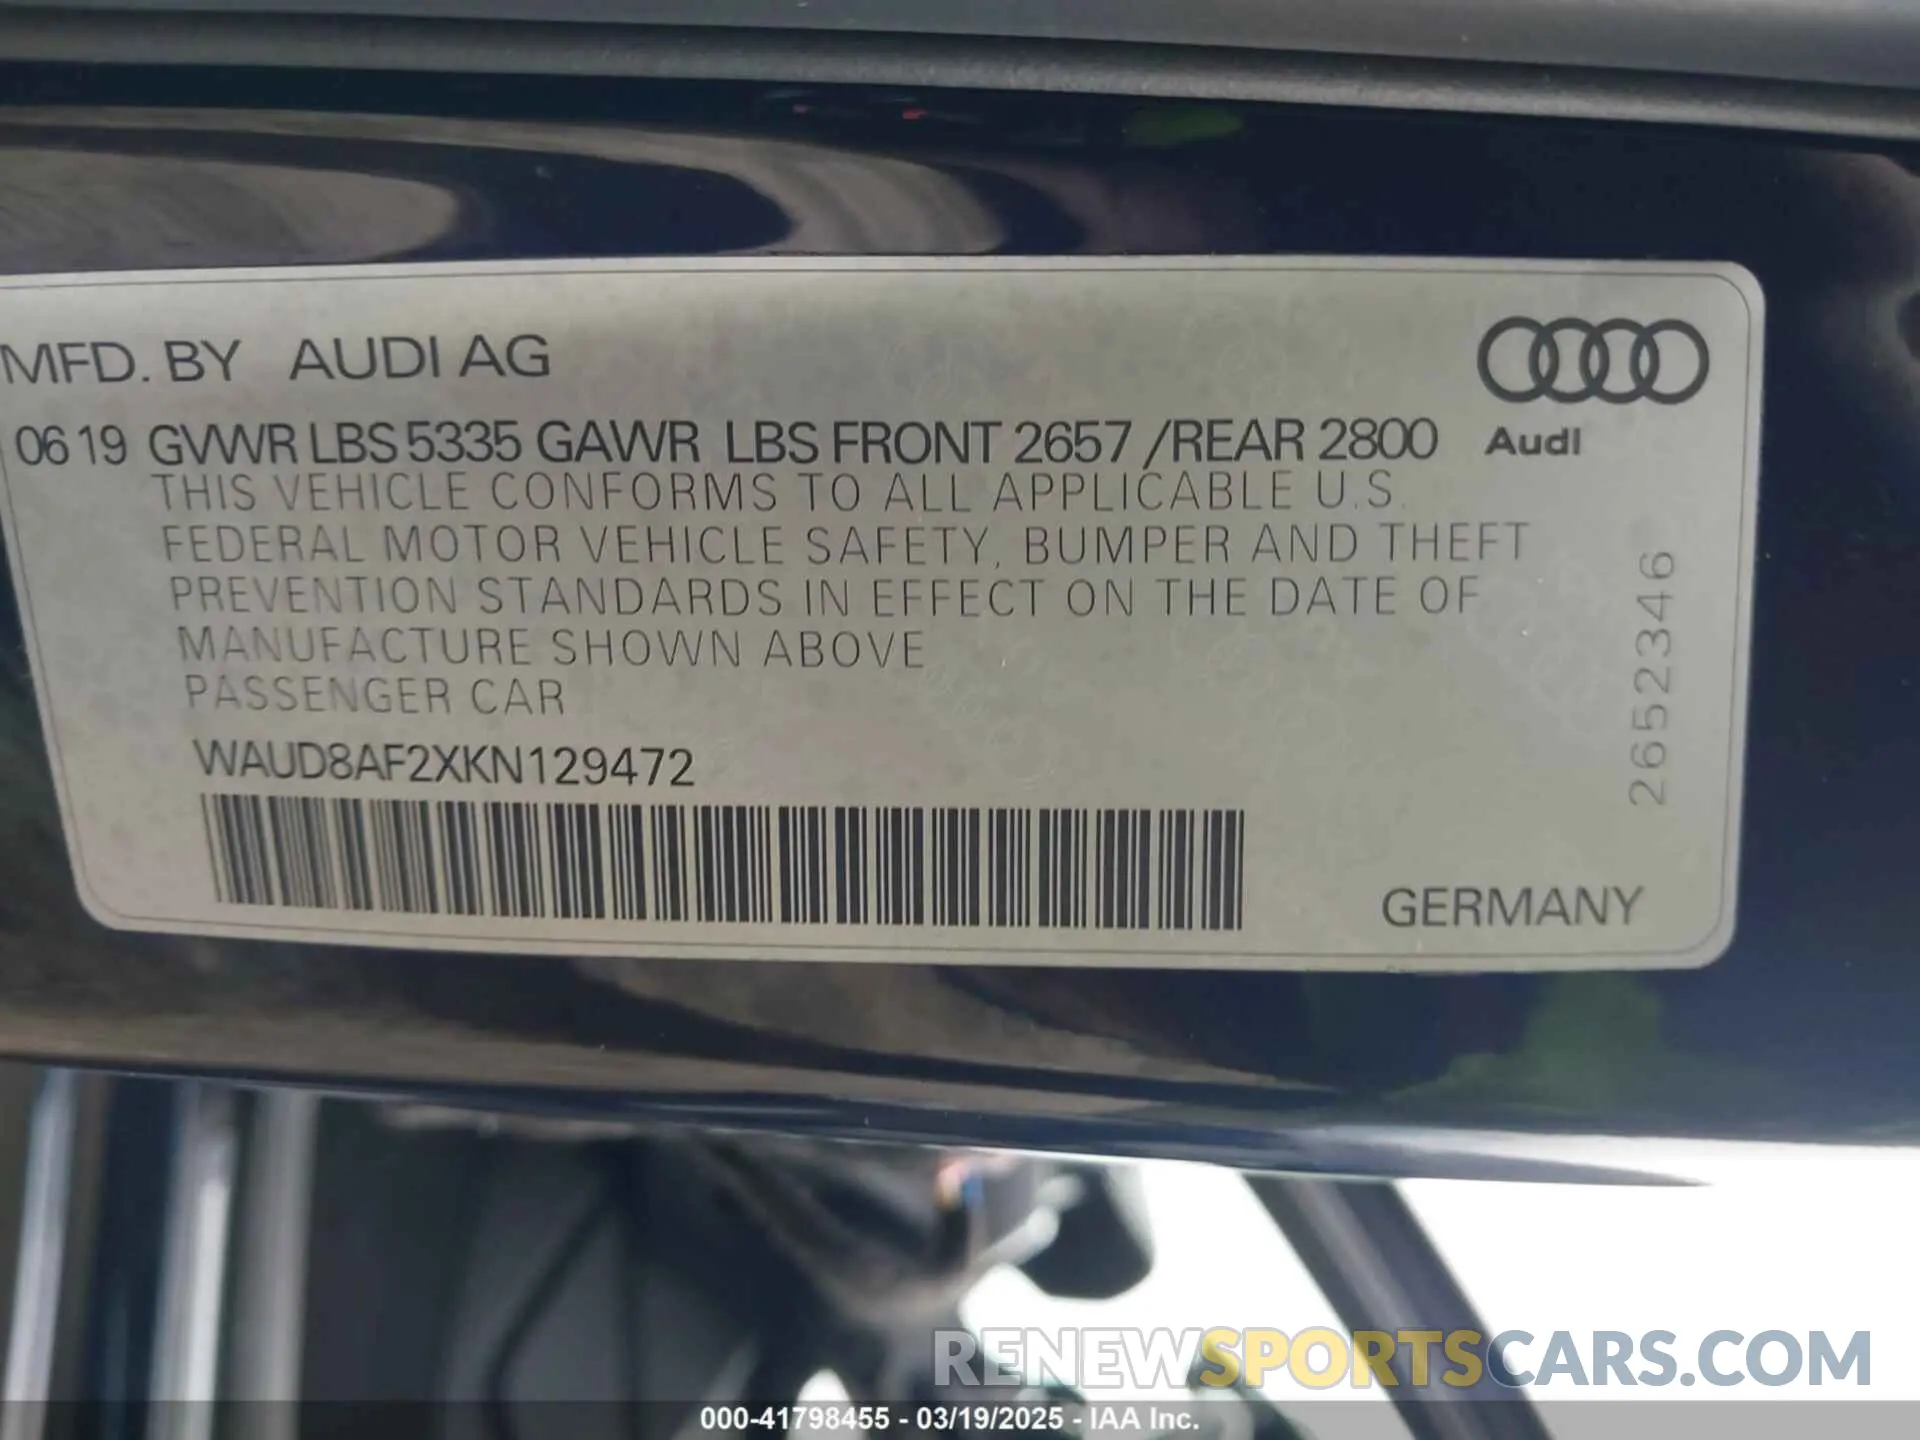 MFD. BY AUDI AG
06 19 GVWR LBS 5335 GAWR LBS FRONT 2657 /REAR 2800
Audi
THIS VEHICLE CONFORMS TO ALL APPLICABLE U.S.
FEDERAL MOTOR VEHICLE SAFETY, BUMPER AND THEFT
PREVENTION STANDARDS IN EFFECT ON THE DATE OF
MANUFACTURE SHOWN ABOVE
PASSENGER CAR
WAUD8AF2XKN129472
2652346
GERMANY
RENEWSPORTSCARS.COM
000-41798455 - 03/19/2025 - IAA Inc.